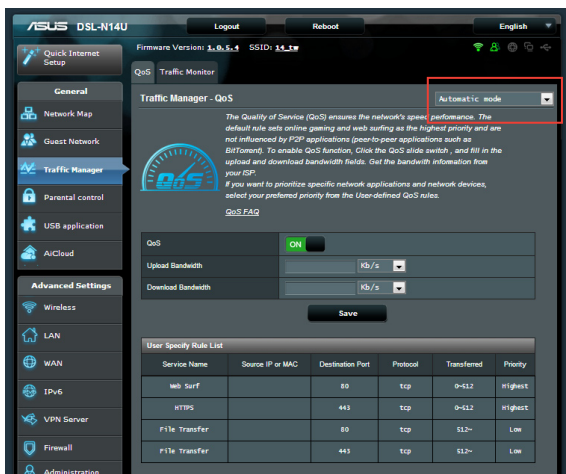 ASUS DSL-N14U
Logout
Reboot
English
Quick Internet
Setup
Firmware Version: 1.0.5.4 SSID: 14_tw
QoS Traffic Monitor
General
Network Map
Guest Network
Traffic Manager
Parental control
USB application
AiCloud
Advanced Settings
Wireless
LAN
WAN
IPv6
VPN Server
Firewall
Administration
Traffic Manager - QoS
Automatic mode
The Quality of Service (QoS) ensures the network's speed performance. The
default rule sets online gaming and web surfing as the highest priority and are
not influenced by P2P applications (peer-to-peer applications such as
BitTorrent). To enable QoS function, Click the QoS slide switch , and fill in the
upload and download bandwidth fields. Get the bandwith information from
your ISP.
If you want to prioritize specific network applications and network devices,
select your preferred priority from the User-defined QoS rules.
QoS FAQ
QoS
QoS ON
Upload Bandwidth Kb/s
Download Bandwidth Kb/s
Save
User Specify Rule List
Service Name Source IP or MAC Destination Port Protocol Transferred Priority
Web Surf 80 tcp 0~512 Highest
HTTPS 443 tcp 0~512 Highest
File Transfer 80 tcp 512~ Low
File Transfer 443 tcp 512~ Low